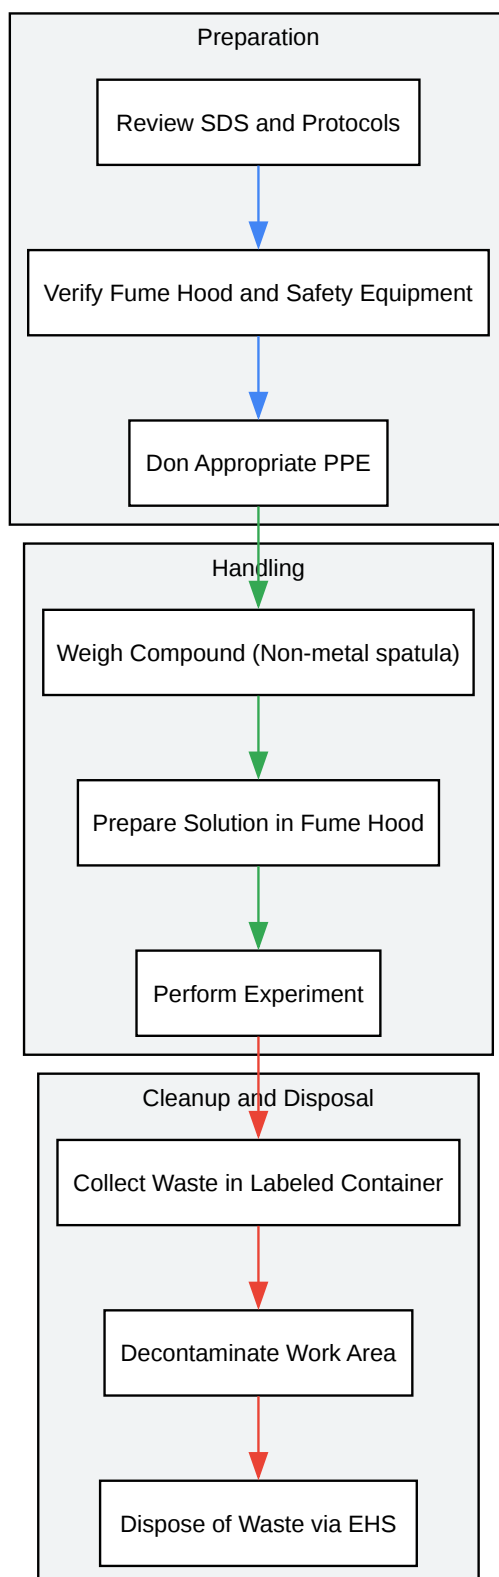 Preparation
Review SDS and Protocols
Verify Fume Hood and Safety Equipment
Don Appropriate PPE
Handling
Weigh Compound (Non-metal spatula)
Prepare Solution in Fume Hood
Perform Experiment
Cleanup and Disposal
Collect Waste in Labeled Container
Decontaminate Work Area
Dispose of Waste via EHS